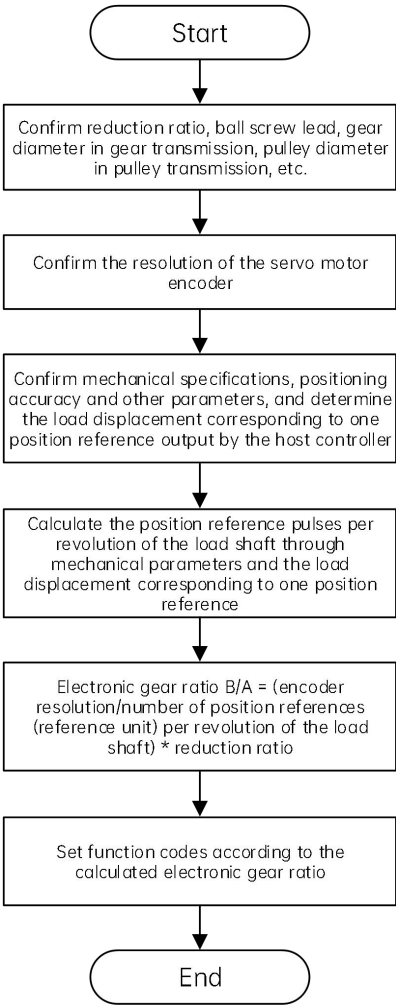 Start
Confirm reduction ratio, ball screw lead, gear
diameter in gear transmission, pulley diameter
in pulley transmission, etc.
Confirm the resolution of the servo motor
encoder
Confirm mechanical specifications, positioning
accuracy and other parameters, and determine
the load displacement corresponding to one
position reference output by the host controller
Calculate the position reference pulses per
revolution of the load shaft through
mechanical parameters and the load
displacement corresponding to one position
reference
Electronic gear ratio B/A = (encoder
resolution/number of position references
(reference unit) per revolution of the load
shaft) * reduction ratio
Set function codes according to the
calculated electronic gear ratio
End